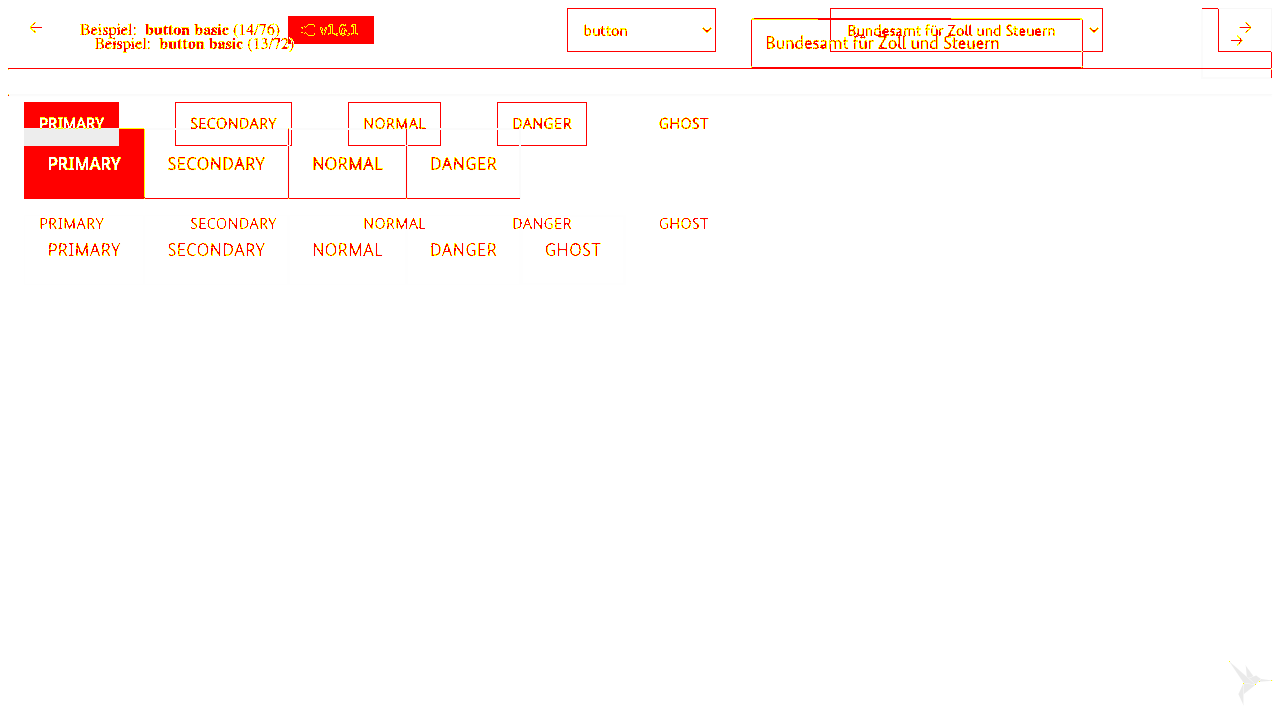 Beispiel: button basic (14/76) v1.6.1 button Bundesamt für Zoll und Steuern
Beispiel: button basic (13/72) Bundesamt für Zoll und Steuern
PRIMARY SECONDARY NORMAL DANGER GHOST
PRIMARY SECONDARY NORMAL DANGER
PRIMARY SECONDARY NORMAL DANGER GHOST
PRIMARY SECONDARY NORMAL DANGER GHOST